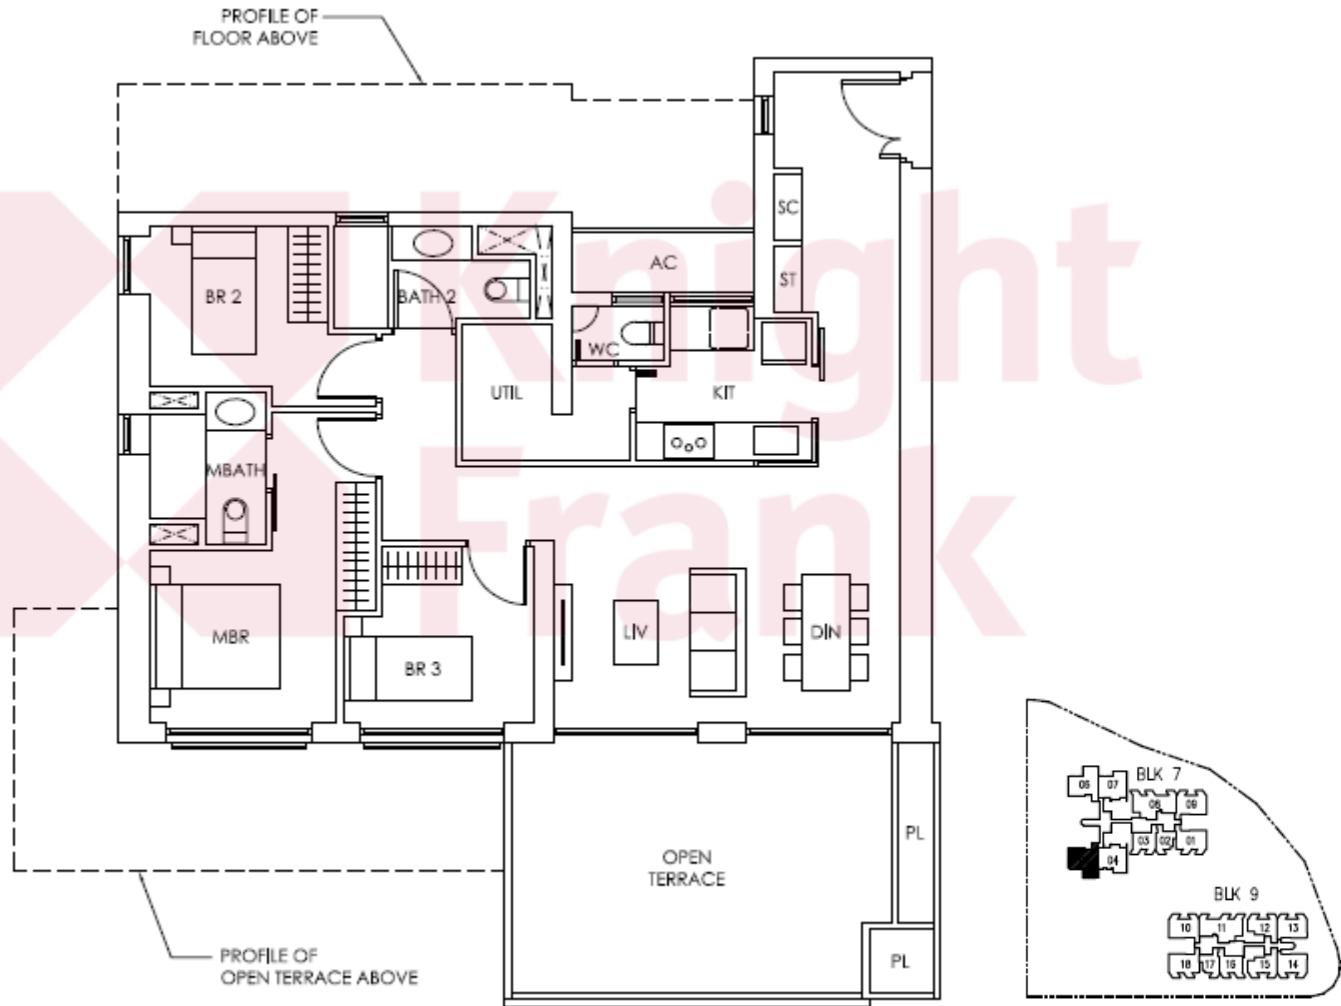 PROFILE OF
FLOOR ABOVE
Knight
Frank
SC
ST
AC
BR 2
BATH 2
WC
UTIL
KIT
MBATH
MBR
BR 3
LIV
DIN
OPEN
TERRACE
PL
PL
PROFILE OF
OPEN TERRACE ABOVE
BLK 7
06
07
08
09
03
02
01
04
BLK 9
10
11
12
13
18
17
16
15
14